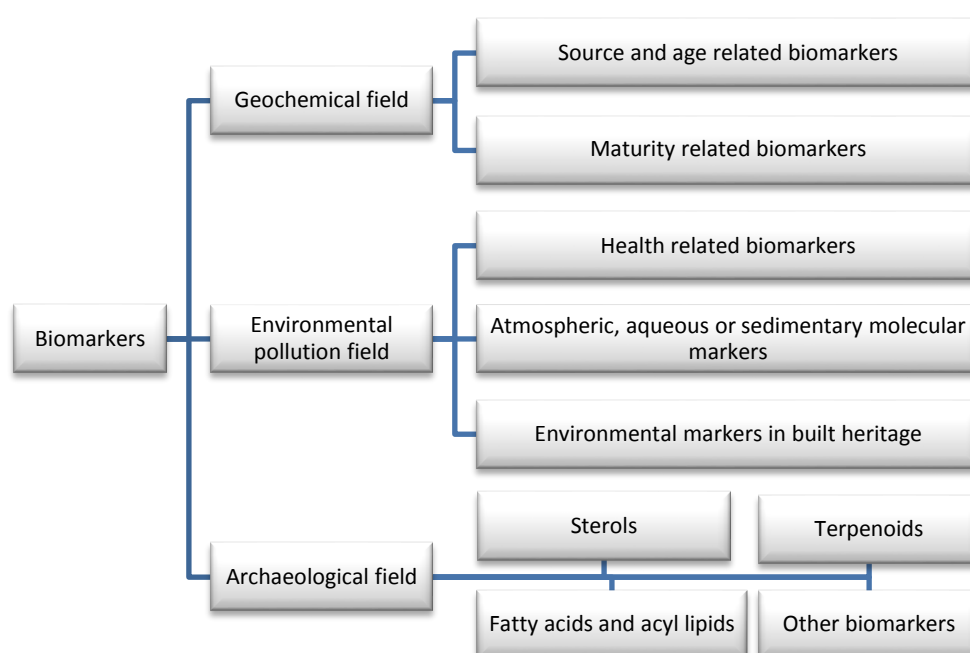 Biomarkers
Geochemical field
Source and age related biomarkers
Maturity related biomarkers
Environmental
pollution field
Health related biomarkers
Atmospheric, aqueous or sedimentary molecular
markers
Environmental markers in built heritage
Archaeological field
Sterols
Terpenoids
Fatty acids and acyl lipids
Other biomarkers